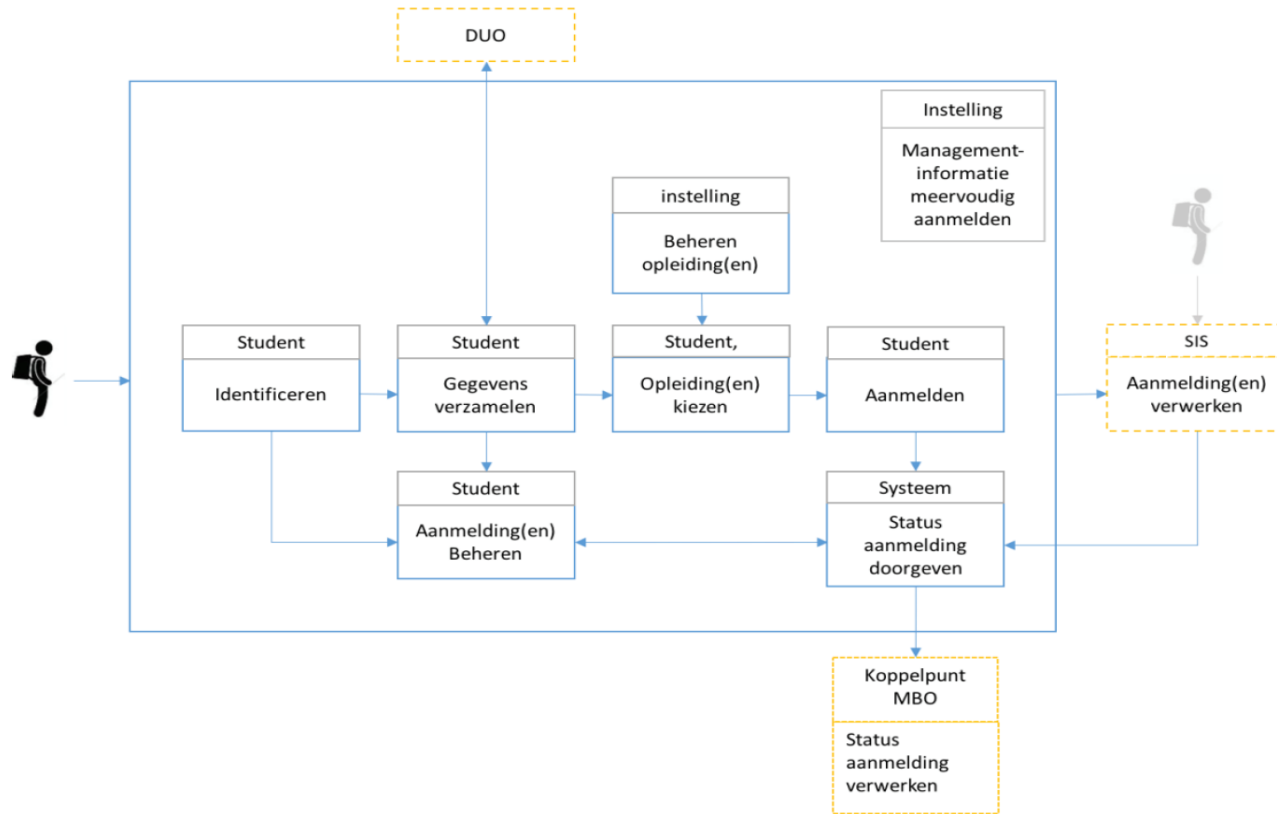 DUO
Instelling
Management-
informatie
meervoudig
aanmelden
instelling
Beheren
opleiding(en)
Student
Identificeren
Student
Gegevens
verzamelen
Student,
Opleiding(en)
kiezen
Student
Aanmelden
SIS
Aanmelding(en)
verwerken
Student
Aanmelding(en)
Beheren
Systeem
Status
aanmelding
doorgeven
Koppelpunt
MBO
Status
aanmelding
verwerken